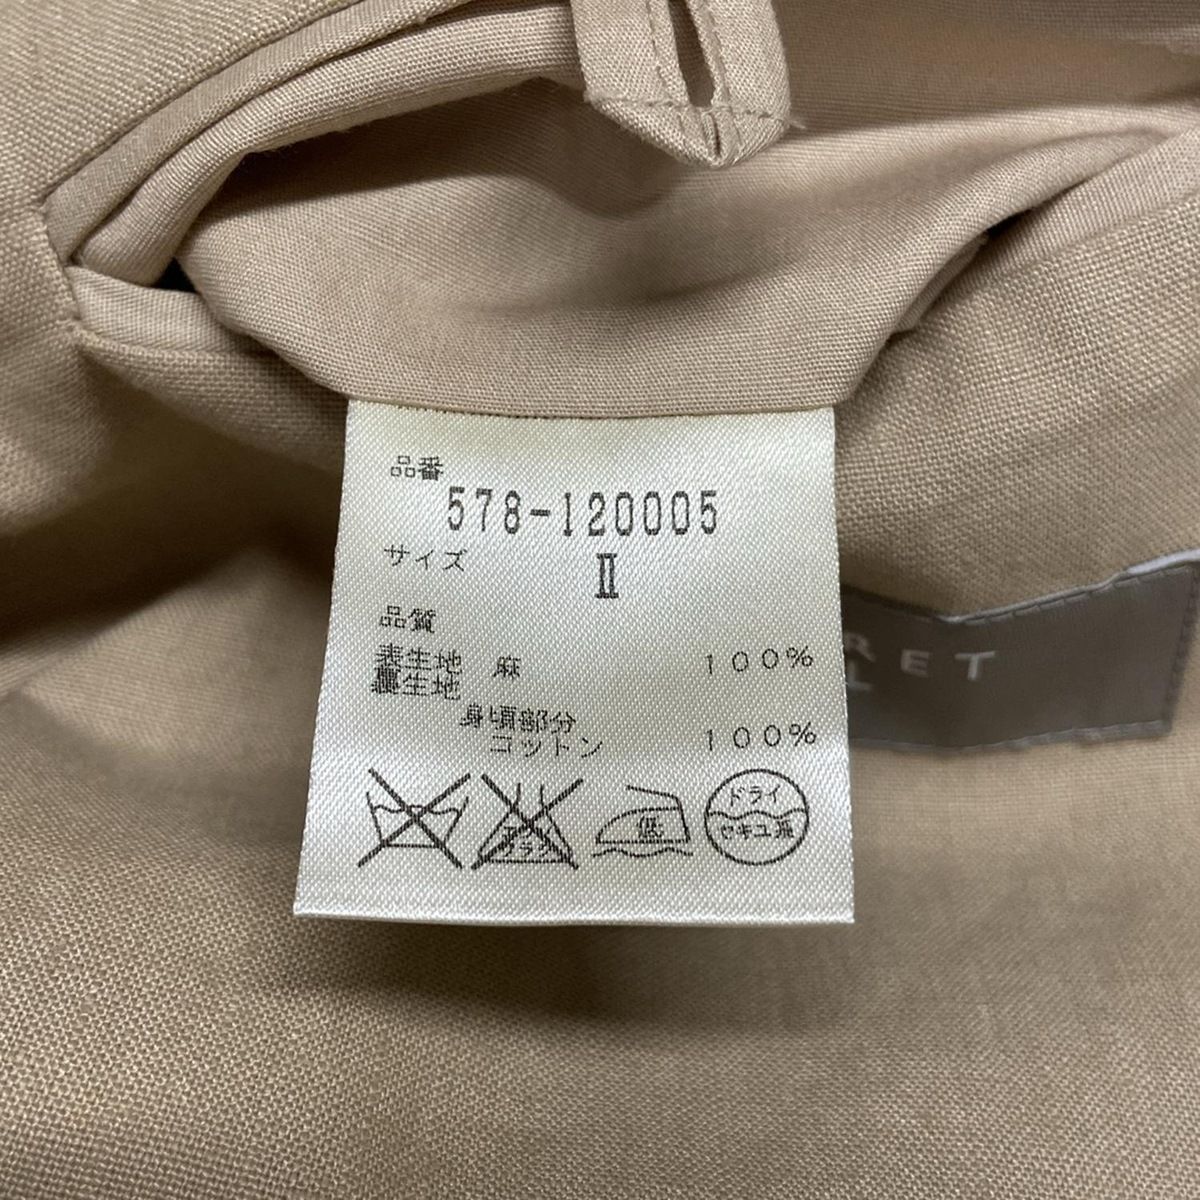 品番
578-120005
サイズ II
品質
表生地 麻 100%
裏生地
身頃部分
コットン 100%
低
ドライ
セキユ系
RET
L